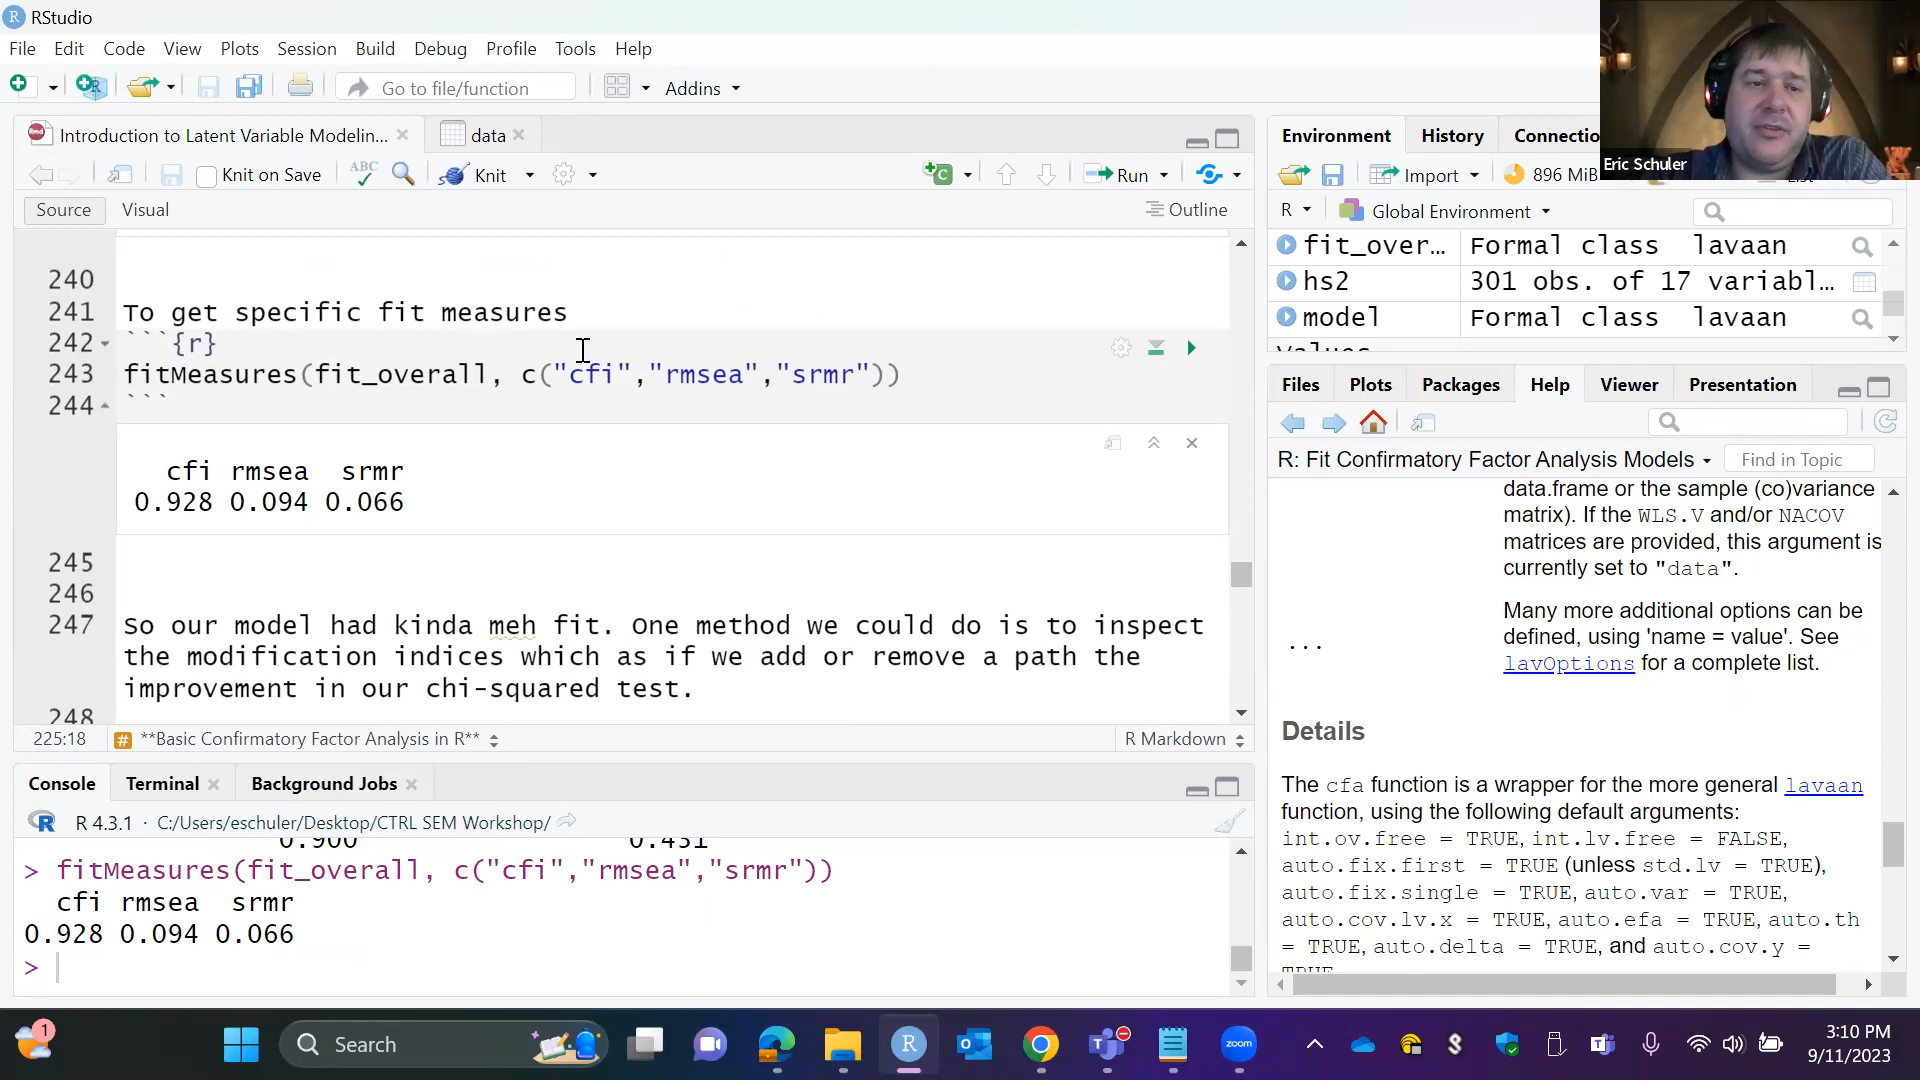 RStudio
File Edit Code View Plots Session Build Debug Profile Tools Help
Go to file/function Addins
Introduction to Latent Variable Modelin... data
Knit on Save ABC Knit Run
Source Visual Outline
240
241 To get specific fit measures
242 ```{r}
243 fitMeasures(fit_overall, c("cfi","rmsea","srmr"))
244 ```
cfi rmsea srmr
0.928 0.094 0.066
245
246
247 So our model had kinda meh fit. One method we could do is to inspect
the modification indices which as if we add or remove a path the
improvement in our chi-squared test.
248
225:18 # **Basic Confirmatory Factor Analysis in R** R Markdown
Console Terminal Background Jobs
R 4.3.1 · C:/Users/eschuler/Desktop/CTRL SEM Workshop/
0.900 0.431
> fitMeasures(fit_overall, c("cfi","rmsea","srmr"))
cfi rmsea srmr
0.928 0.094 0.066
>
Environment History Connectio
Import 896 MiB
R Global Environment
fit_over... Formal class lavaan
hs2 301 obs. of 17 variabl...
model Formal class lavaan
Values
Eric Schuler
Files Plots Packages Help Viewer Presentation
R: Fit Confirmatory Factor Analysis Models Find in Topic
data.frame or the sample (co)variance
matrix). If the WLS.V and/or NACOV
matrices are provided, this argument is
currently set to "data".
... Many more additional options can be
defined, using 'name = value'. See
lavOptions for a complete list.
Details
The cfa function is a wrapper for the more general lavaan
function, using the following default arguments:
int.ov.free = TRUE, int.lv.free = FALSE,
auto.fix.first = TRUE (unless std.lv = TRUE),
auto.fix.single = TRUE, auto.var = TRUE,
auto.cov.lv.x = TRUE, auto.efa = TRUE, auto.th
= TRUE, auto.delta = TRUE, and auto.cov.y =
TRUE
1 Search zoom
3:10 PM
9/11/2023